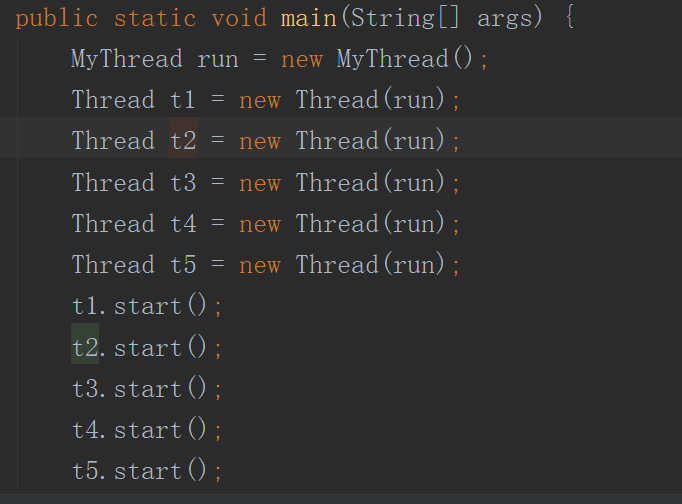 public static void main(String[] args) {
MyThread run = new MyThread();
Thread t1 = new Thread(run);
Thread t2 = new Thread(run);
Thread t3 = new Thread(run);
Thread t4 = new Thread(run);
Thread t5 = new Thread(run);
t1.start();
t2.start();
t3.start();
t4.start();
t5.start();